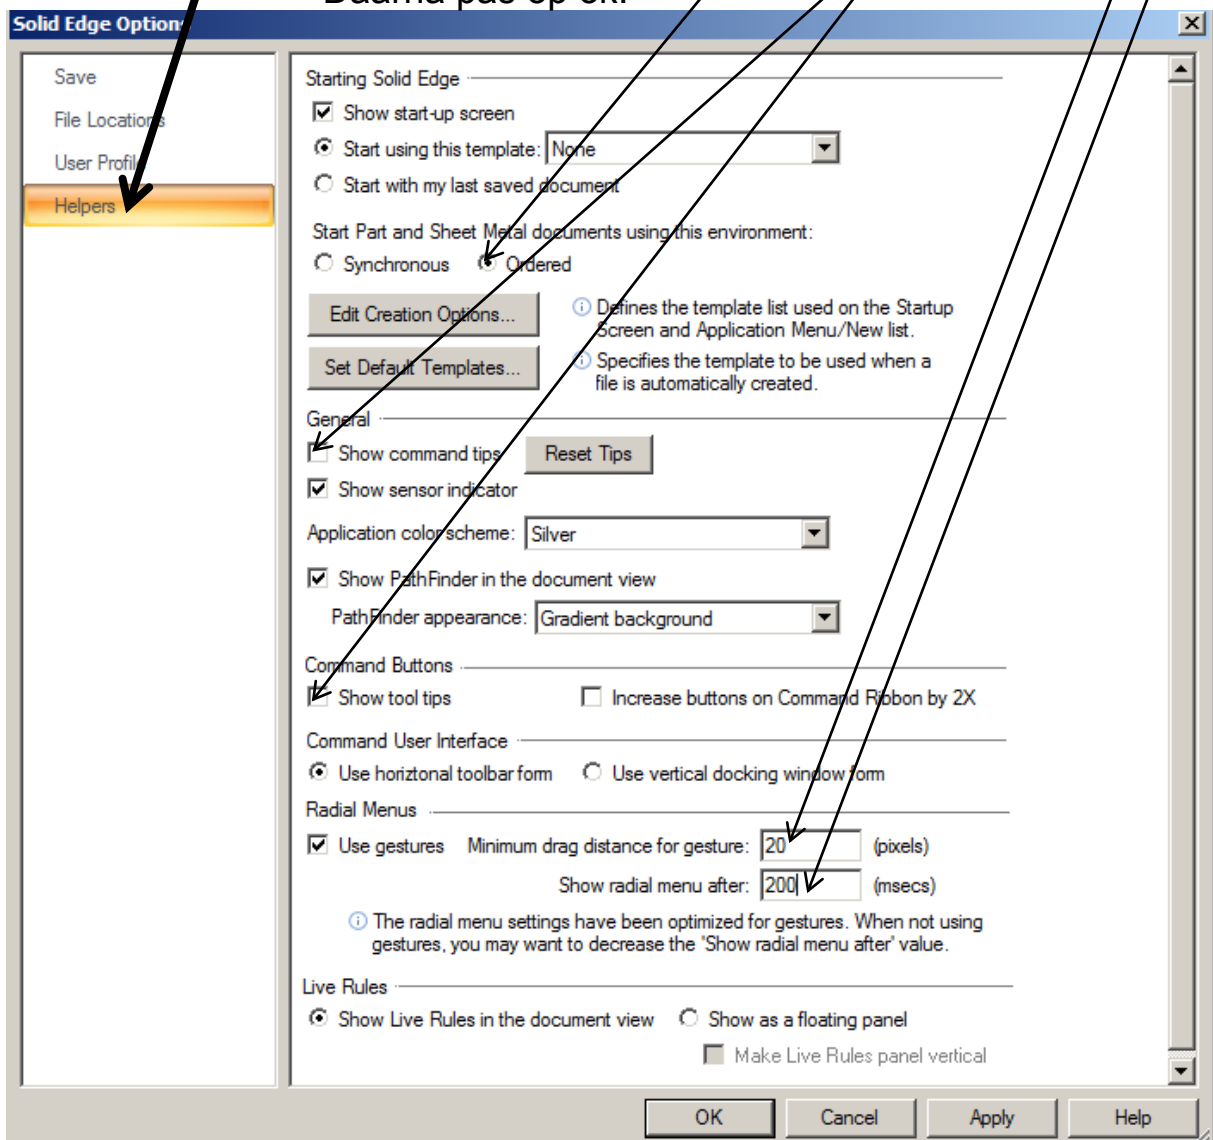 Daarna pas op ok.
Solid Edge Options
Save
File Locations
User Profile
Helpers
Starting Solid Edge
Show start-up screen
Start using this template: None
Start with my last saved document
Start Part and Sheet Metal documents using this environment:
Synchronous Ordered
Edit Creation Options...
Defines the template list used on the Startup
Screen and Application Menu/New list.
Set Default Templates...
Specifies the template to be used when a
file is automatically created.
General
Show command tips Reset Tips
Show sensor indicator
Application color scheme: Silver
Show PathFinder in the document view
PathFinder appearance: Gradient background
Command Buttons
Show tool tips Increase buttons on Command Ribbon by 2X
Command User Interface
Use horiztonal toolbar form Use vertical docking window form
Radial Menus
Use gestures Minimum drag distance for gesture: 20 (pixels)
Show radial menu after: 200 (msecs)
The radial menu settings have been optimized for gestures. When not using
gestures, you may want to decrease the 'Show radial menu after' value.
Live Rules
Show Live Rules in the document view Show as a floating panel
Make Live Rules panel vertical
OK Cancel Apply Help